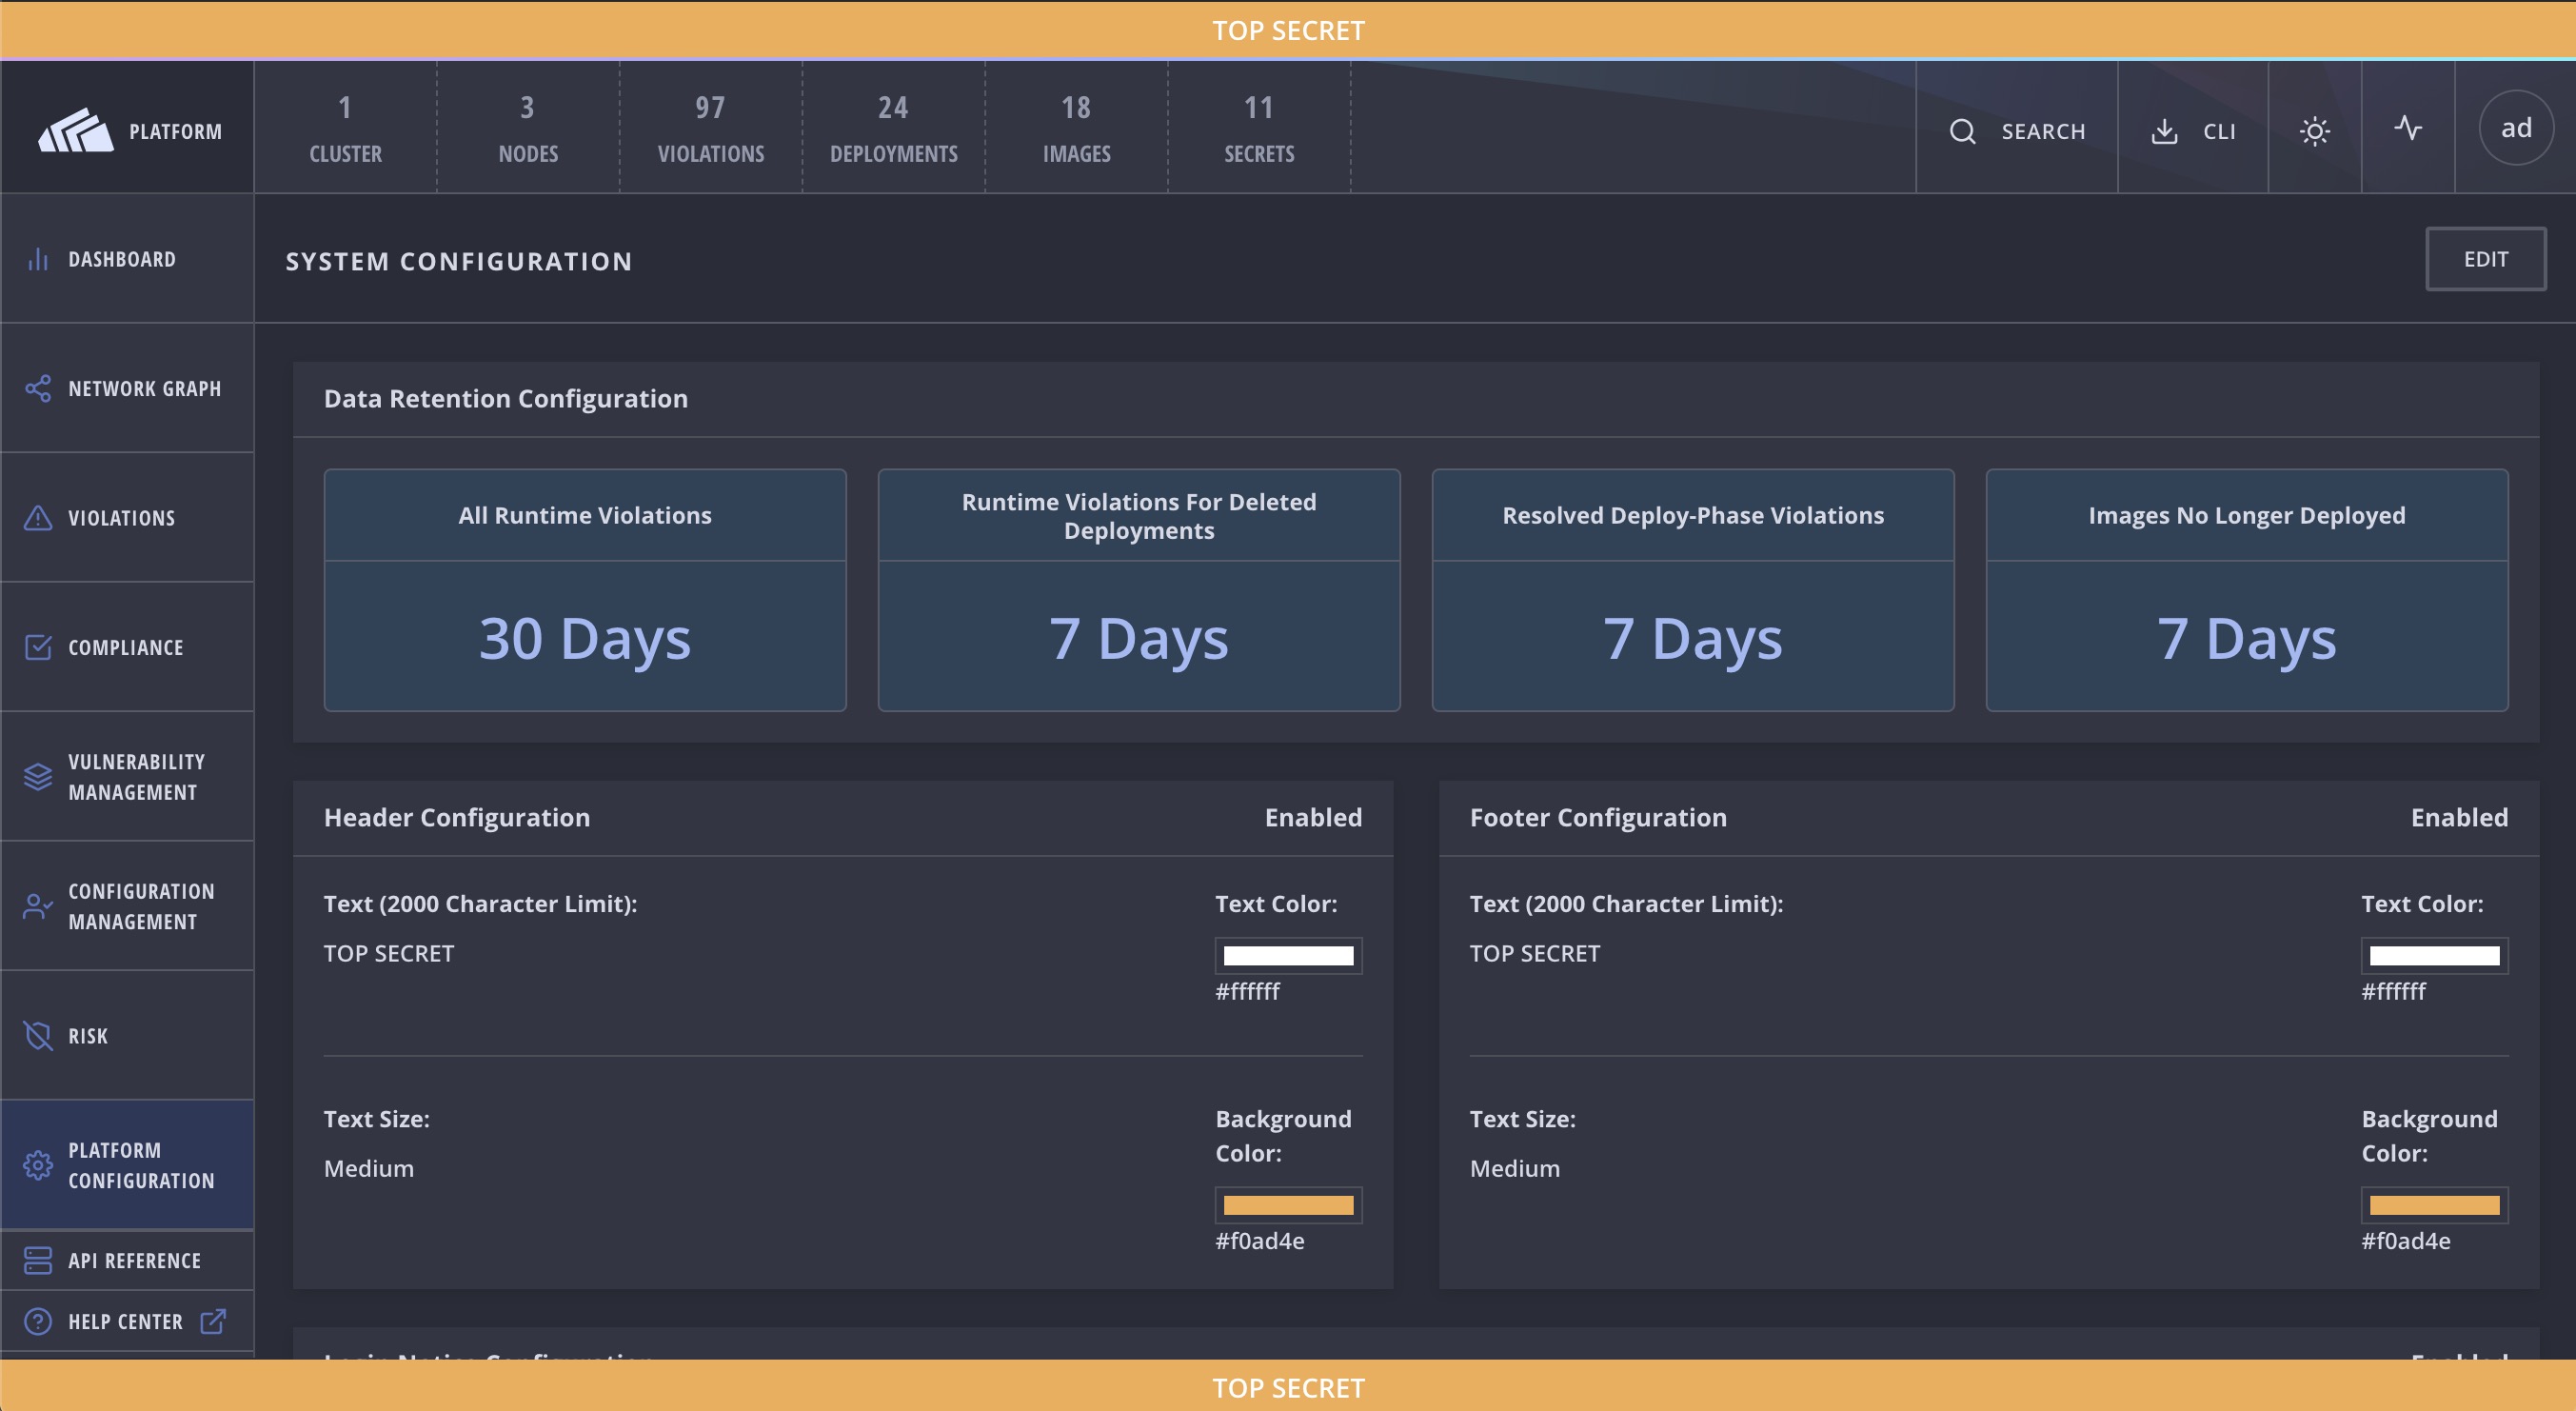 TOP SECRET
PLATFORM
1
CLUSTER
3
NODES
97
VIOLATIONS
24
DEPLOYMENTS
18
IMAGES
11
SECRETS
SEARCH
CLI
ad
DASHBOARD
NETWORK GRAPH
VIOLATIONS
COMPLIANCE
VULNERABILITY
MANAGEMENT
CONFIGURATION
MANAGEMENT
RISK
PLATFORM
CONFIGURATION
API REFERENCE
HELP CENTER
SYSTEM CONFIGURATION
EDIT
Data Retention Configuration
All Runtime Violations
30 Days
Runtime Violations For Deleted
Deployments
7 Days
Resolved Deploy-Phase Violations
7 Days
Images No Longer Deployed
7 Days
Header Configuration
Enabled
Text (2000 Character Limit):
TOP SECRET
Text Color:
#ffffff
Text Size:
Medium
Background
Color:
#f0ad4e
Footer Configuration
Enabled
Text (2000 Character Limit):
TOP SECRET
Text Color:
#ffffff
Text Size:
Medium
Background
Color:
#f0ad4e
Login Notice Configuration
Enabled
TOP SECRET